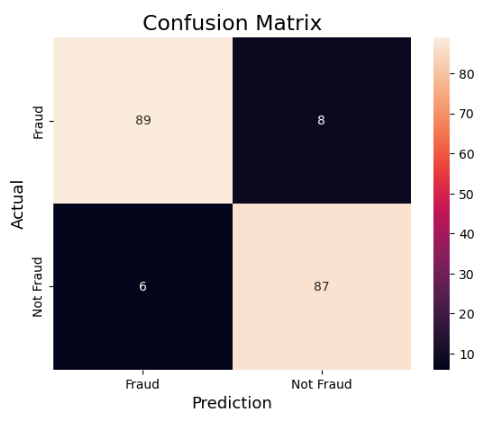 Confusion Matrix
Actual
Fraud
Not Fraud
89
8
6
87
Fraud
Not Fraud
Prediction
80
70
60
50
40
30
20
10